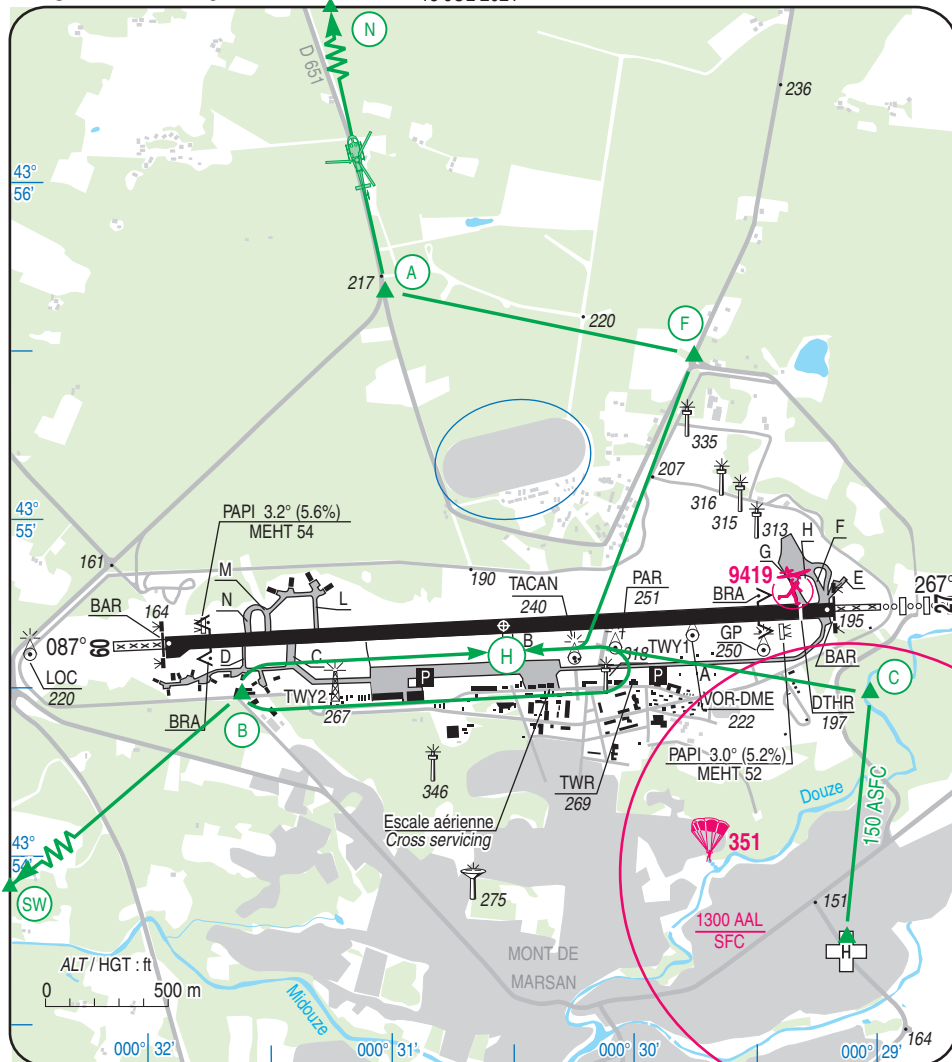 N
D 651
236
43°
56'
217
A
220
F
335
207
316
315
313
43°
55'
PAPI 3.2° (5.6%)
MEHT 54
H
F
161
M
190
TACAN
240
PAR
251
G
9419
BRA
E
267°
27
BAR
164
N
L
195
087°
09
B
318
TWY1
GP
250
BAR
LOC
220
D
C
H
TWY2
267
P
P
A
VOR-DME
222
DTHR
197
C
BRA
B
PAPI 3.0° (5.2%)
MEHT 52
346
TWR
269
Douze
Escale aérienne
Cross servicing
150 ASFC
43°
351
SW
275
151
1300 AAL
SFC
MONT DE
MARSAN
H
ALT / HGT : ft
0
500 m
Midouze
164
000° 32'
000° 31'
000° 30'
000° 29'